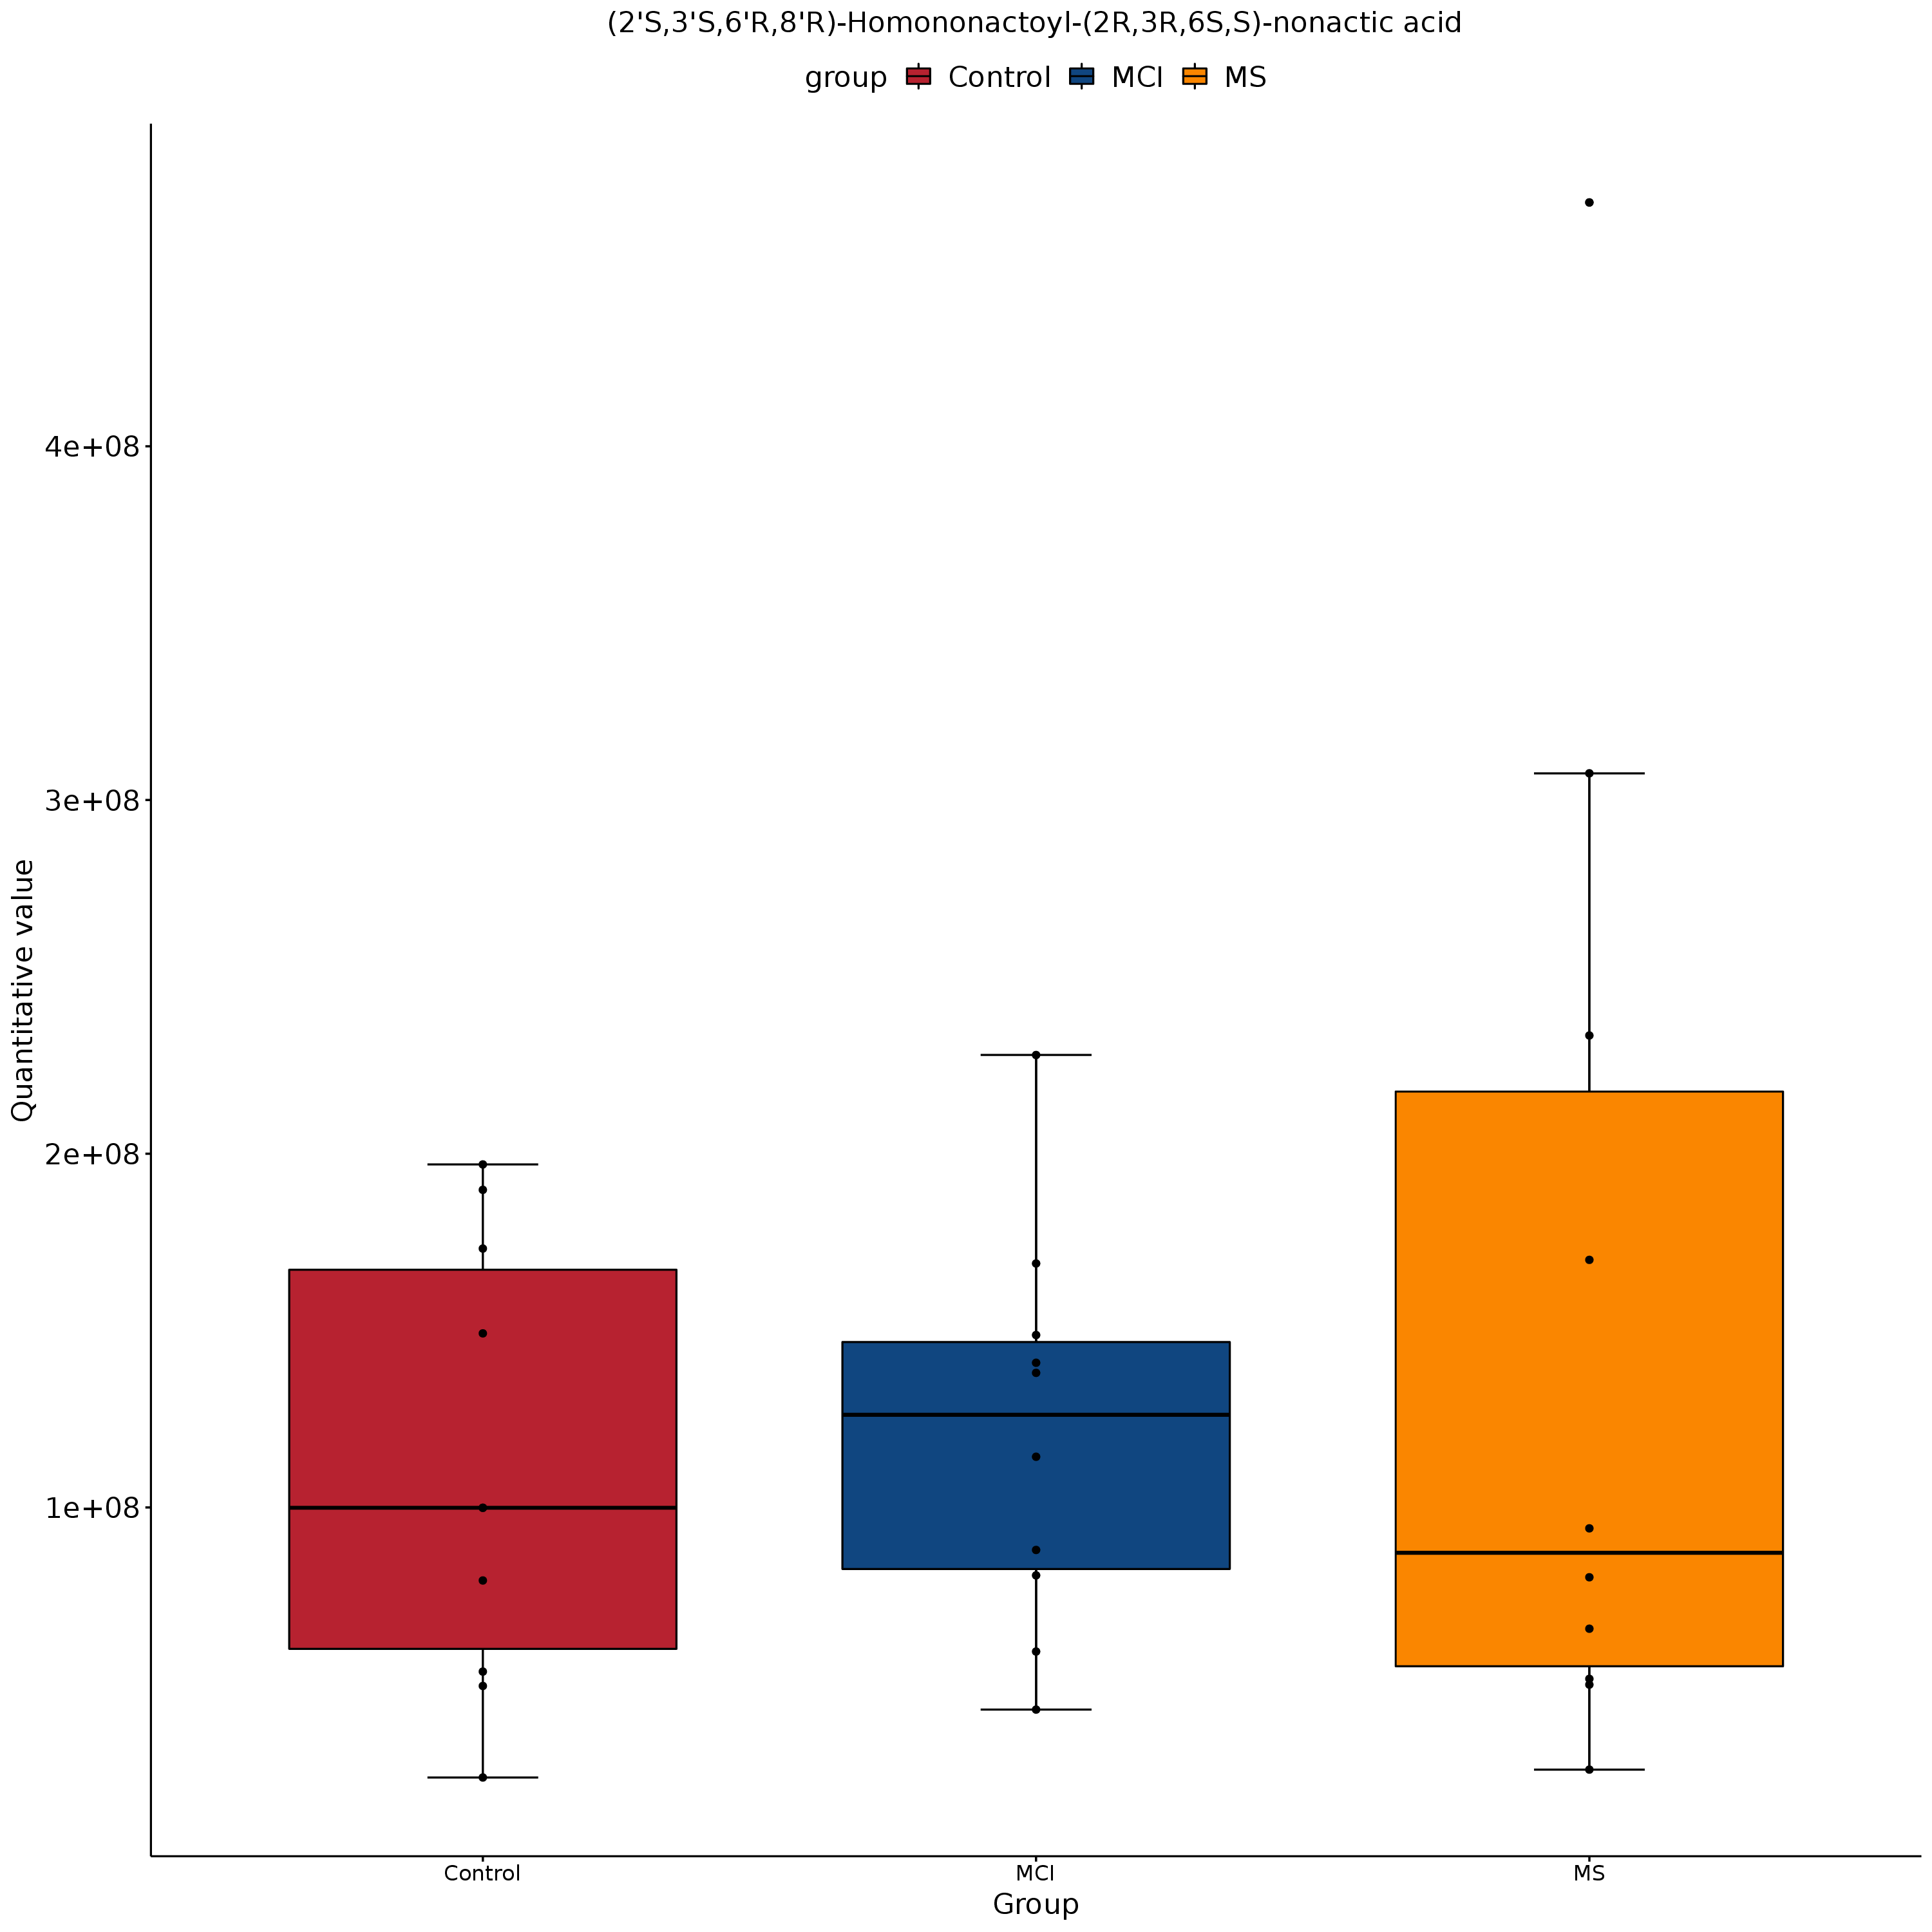 (2'S,3'S,6'R,8'R)-Homononactoyl-(2R,3R,6S,S)-nonactic acid
group Control MCI MS
Quantitative value
4e+08
3e+08
2e+08
1e+08
Control MCI MS
Group